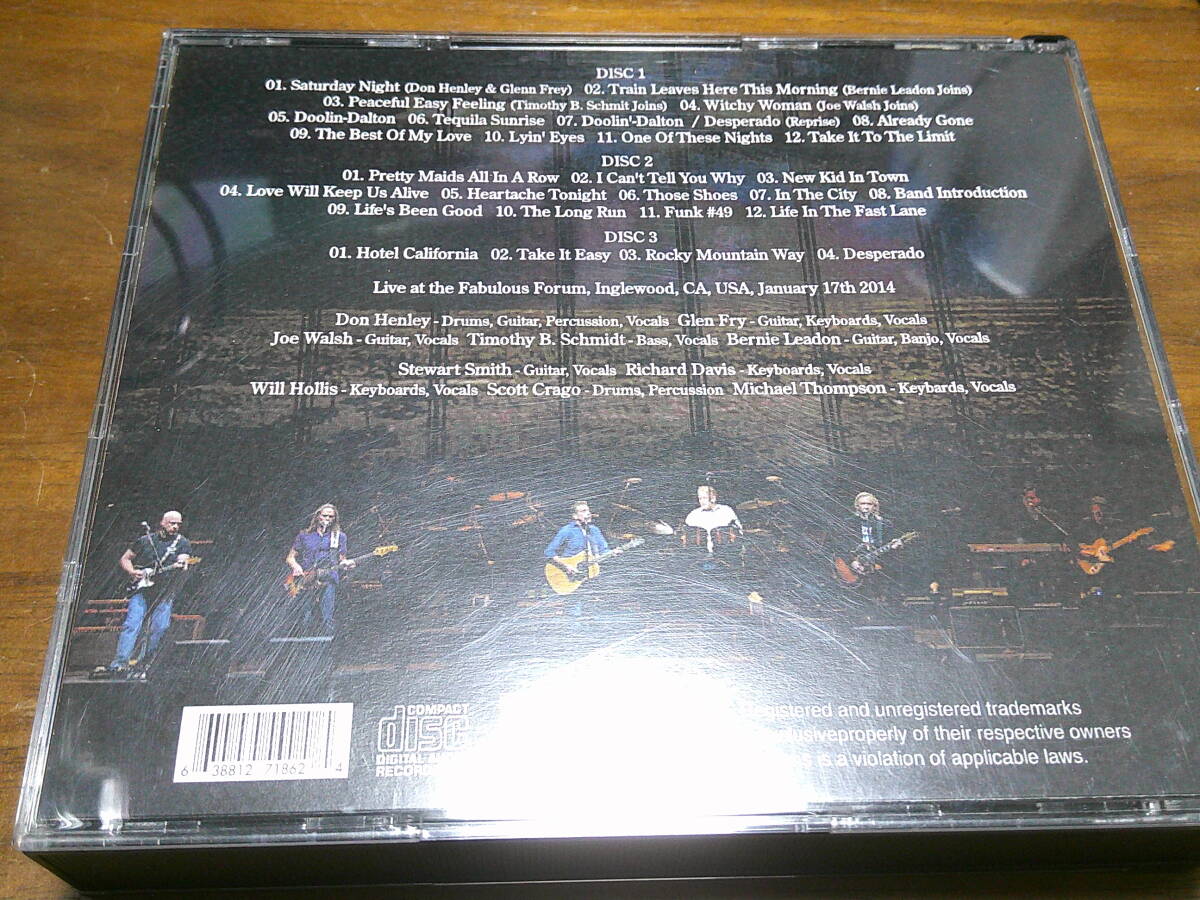 DISC 1
01. Saturday Night (Don Henley & Glenn Frey) 02. Train Leaves Here This Morning (Bernie Leadon Joins)
03. Peaceful Easy Feeling (Timothy B. Schmit Joins) 04. Witchy Woman (Joe Walsh Joins)
05. Doolin-Dalton 06. Tequila Sunrise 07. Doolin'-Dalton / Desperado (Reprise) 08. Already Gone
09. The Best Of My Love 10. Lyin' Eyes 11. One Of These Nights 12. Take It To The Limit
DISC 2
01. Pretty Maids All In A Row 02. I Can't Tell You Why 03. New Kid In Town
04. Love Will Keep Us Alive 05. Heartache Tonight 06. Those Shoes 07. In The City 08. Band Introduction
09. Life's Been Good 10. The Long Run 11. Funk #49 12. Life In The Fast Lane
DISC 3
01. Hotel California 02. Take It Easy 03. Rocky Mountain Way 04. Desperado
Live at the Fabulous Forum, Inglewood, CA, USA, January 17th 2014
Don Henley - Drums, Guitar, Percussion, Vocals Glen Fry - Guitar, Keyboards, Vocals
Joe Walsh - Guitar, Vocals Timothy B. Schmidt - Bass, Vocals Bernie Leadon - Guitar, Banjo, Vocals
Stewart Smith - Guitar, Vocals Richard Davis - Keyboards, Vocals
Will Hollis - Keyboards, Vocals Scott Crago - Drums, Percussion Michael Thompson - Keybards, Vocals
6 38812 71862 4
COMPACT
disc
DIGITAL
and unregistered trademarks
of their respective owners
is a violation of applicable laws.